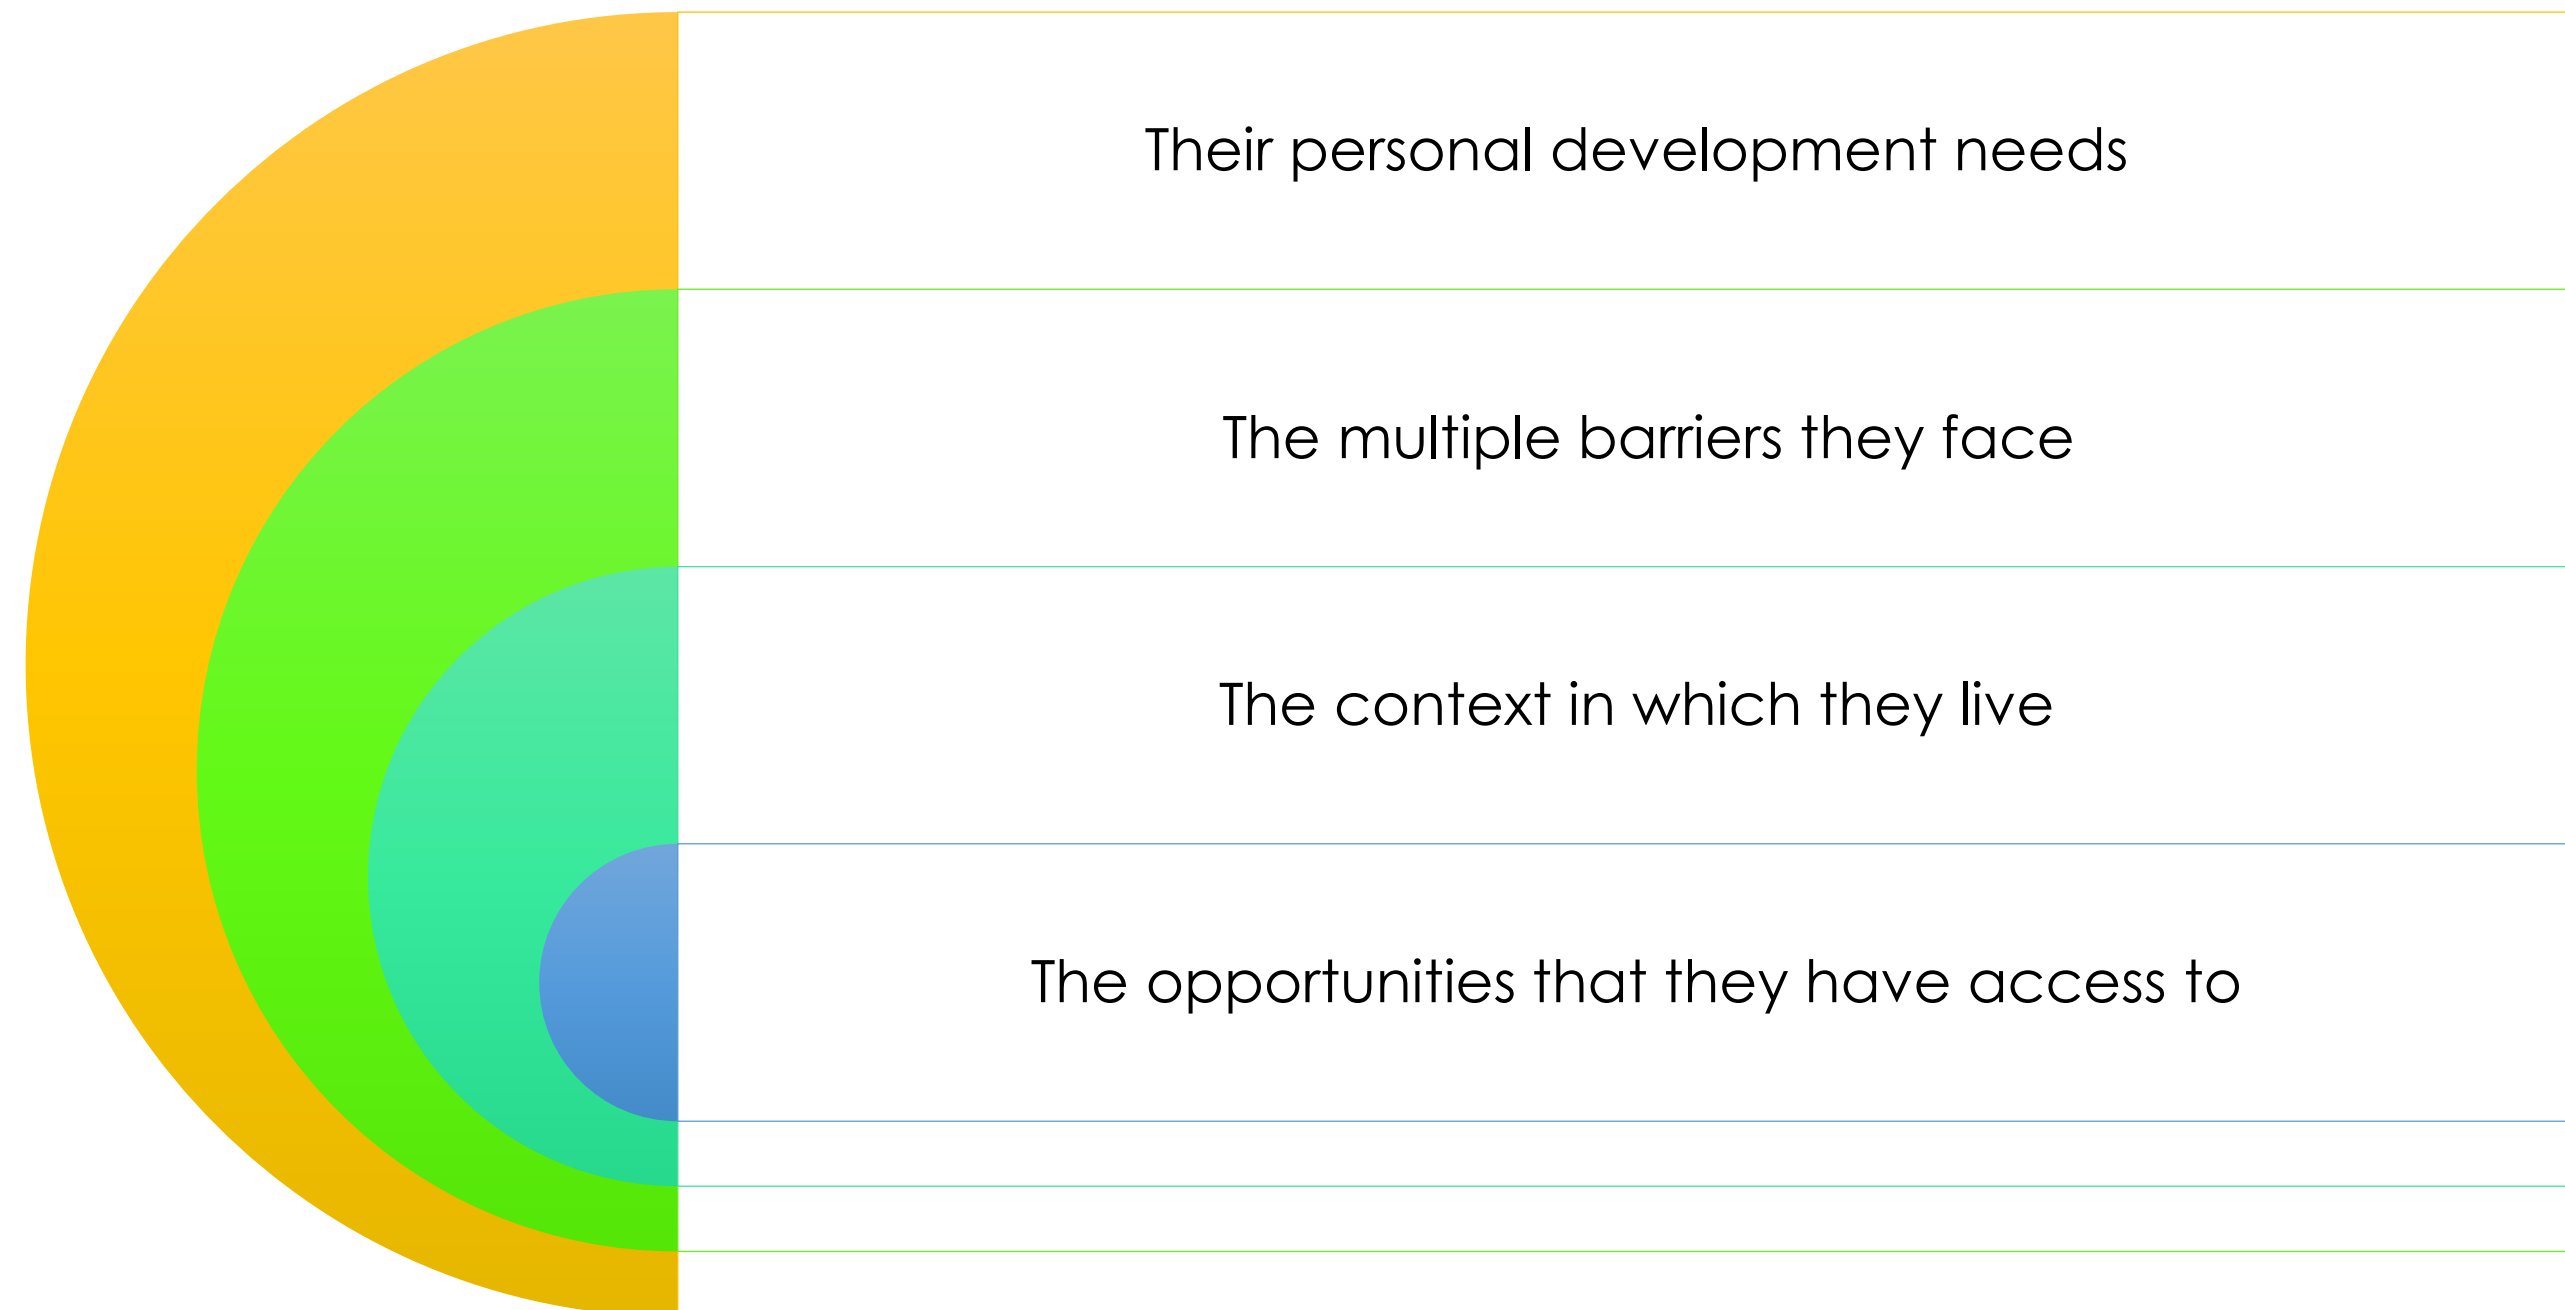 Their personal development needs
The multiple barriers they face
The context in which they live
The opportunities that they have access to